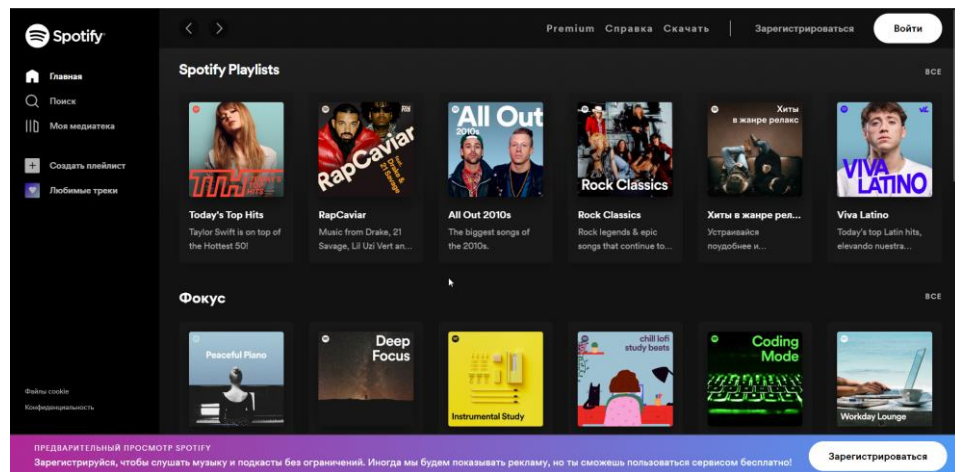 Spotify
Premium Справка Скачать Зарегистрироваться Войти
Главная
Поиск
Моя медиатека
Создать плейлист
Любимые треки
Файлы cookie
Конфиденциальность
Spotify Playlists
ВСЕ
TTH
RapCaviar
feat. Drake & 21 Savage
All Out
2010s
Rock Classics
Хиты
в жанре релакс
VIVA
LATINO
Today's Top Hits
Taylor Swift is on top of
the Hottest 50!
RapCaviar
Music from Drake, 21
Savage, Lil Uzi Vert an...
All Out 2010s
The biggest songs of
the 2010s.
Rock Classics
Rock legends & epic
songs that continue to...
Хиты в жанре рел...
Устраивайся
поудобнее и...
Viva Latino
Today's top Latin hits,
elevando nuestra...
Фокус
ВСЕ
Peaceful Piano
Deep
Focus
Instrumental Study
chill lofi
study beats
Coding
Mode
Workday Lounge
ПРЕДВАРИТЕЛЬНЫЙ ПРОСМОТР SPOTIFY
Зарегистрируйся, чтобы слушать музыку и подкасты без ограничений. Иногда мы будем показывать рекламу, но ты сможешь пользоваться сервисом бесплатно!
Зарегистрироваться